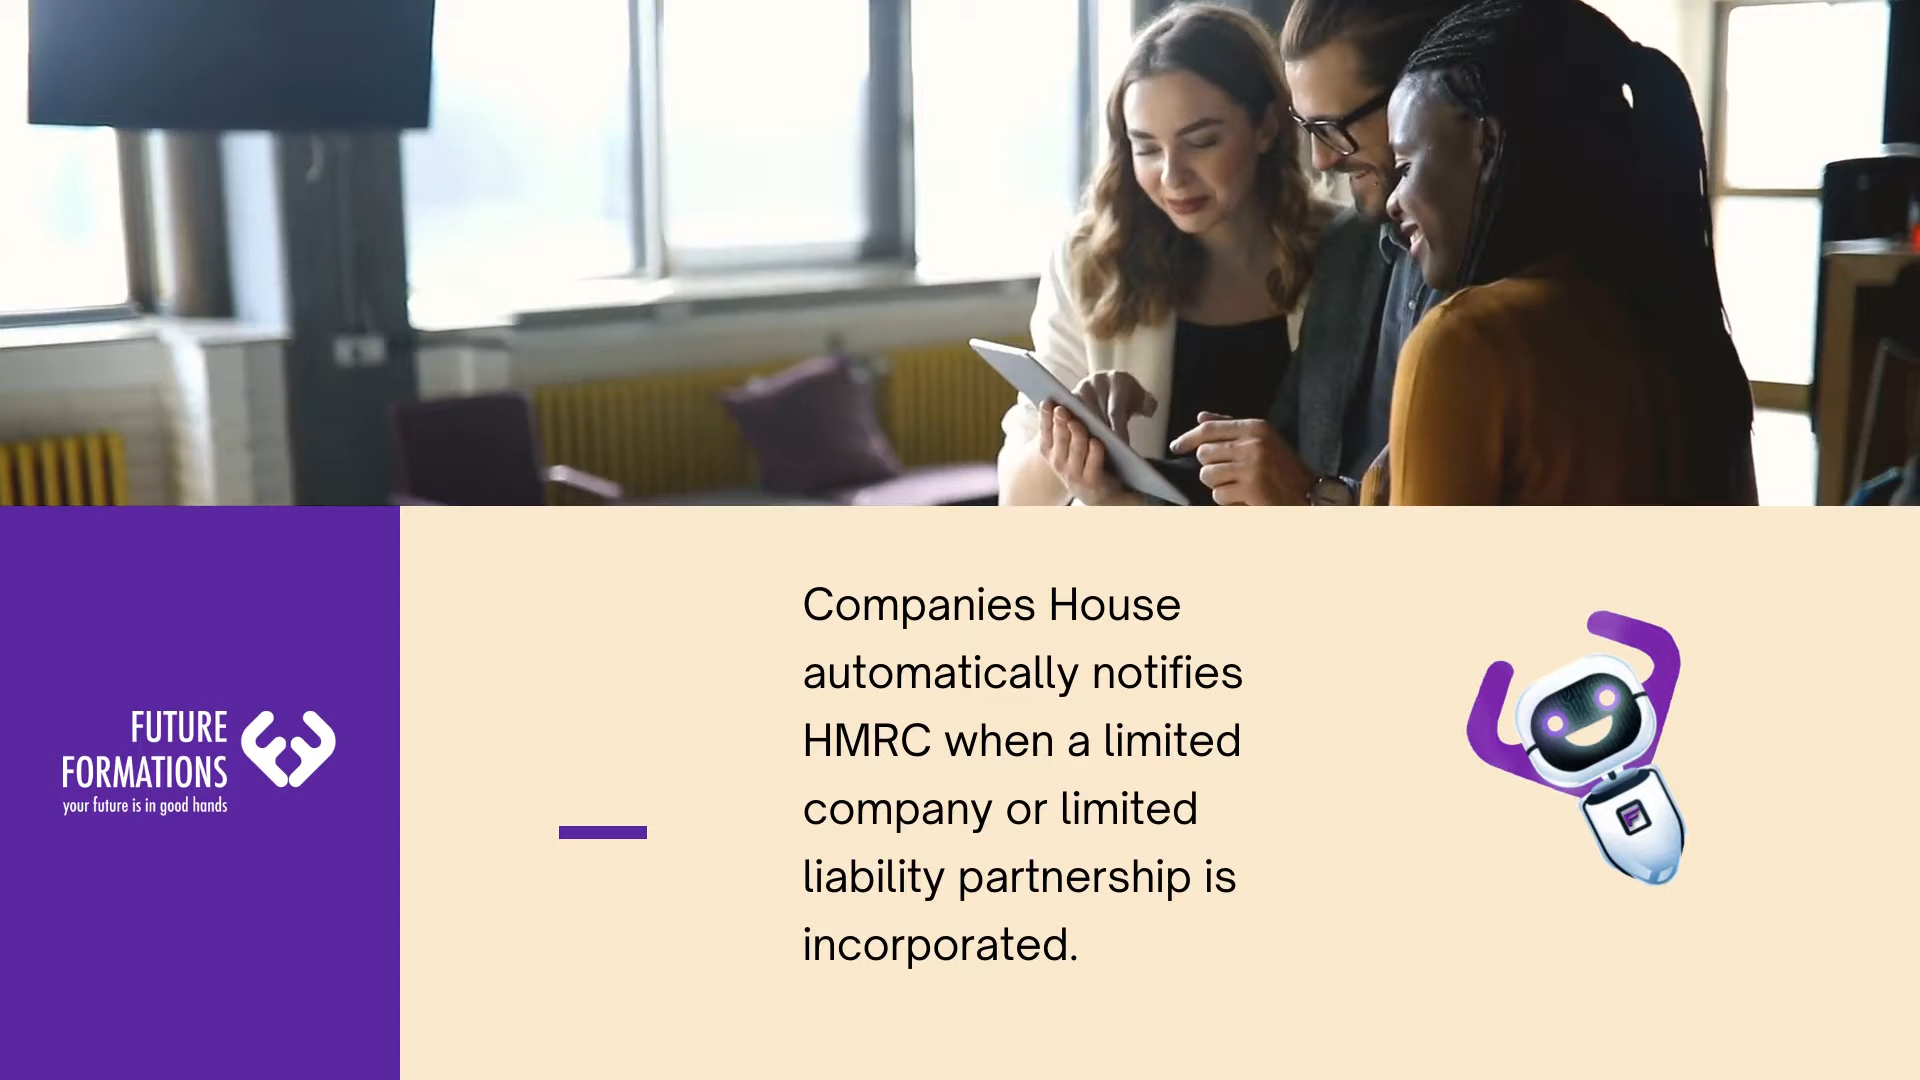 FUTURE
FORMATIONS
your future is in good hands
Companies House
automatically notifies
HMRC when a limited
company or limited
liability partnership is
incorporated.
F